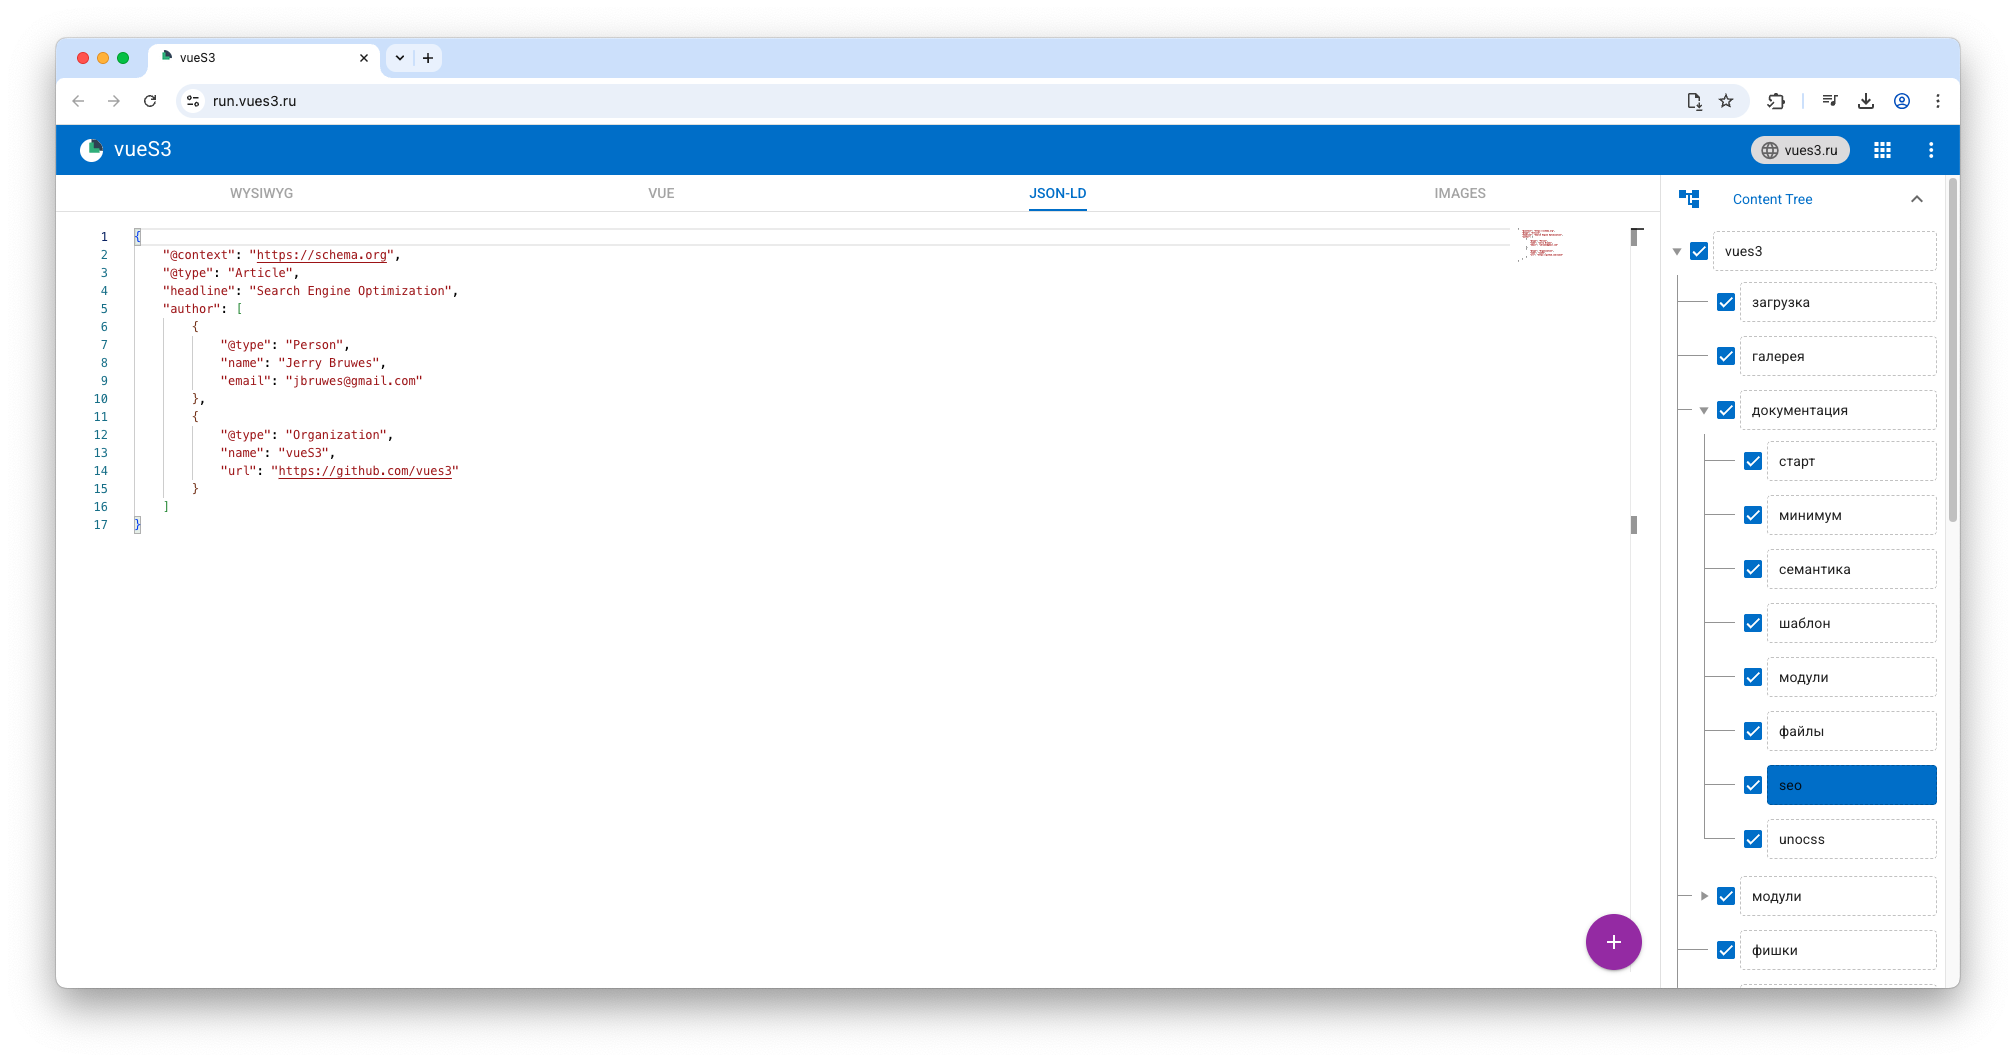 vueS3
run.vues3.ru
vueS3
vues3.ru
WYSIWYG
VUE
JSON-LD
IMAGES
1 {
2 "@context": "https://schema.org",
3 "@type": "Article",
4 "headline": "Search Engine Optimization",
5 "author": [
6 {
7 "@type": "Person",
8 "name": "Jerry Bruwes",
9 "email": "jbruwes@gmail.com"
10 },
11 {
12 "@type": "Organization",
13 "name": "vueS3",
14 "url": "https://github.com/vues3"
15 }
16 ]
17 }
Content Tree
vues3
загрузка
галерея
документация
старт
минимум
семантика
шаблон
модули
файлы
seo
unocss
модули
фишки